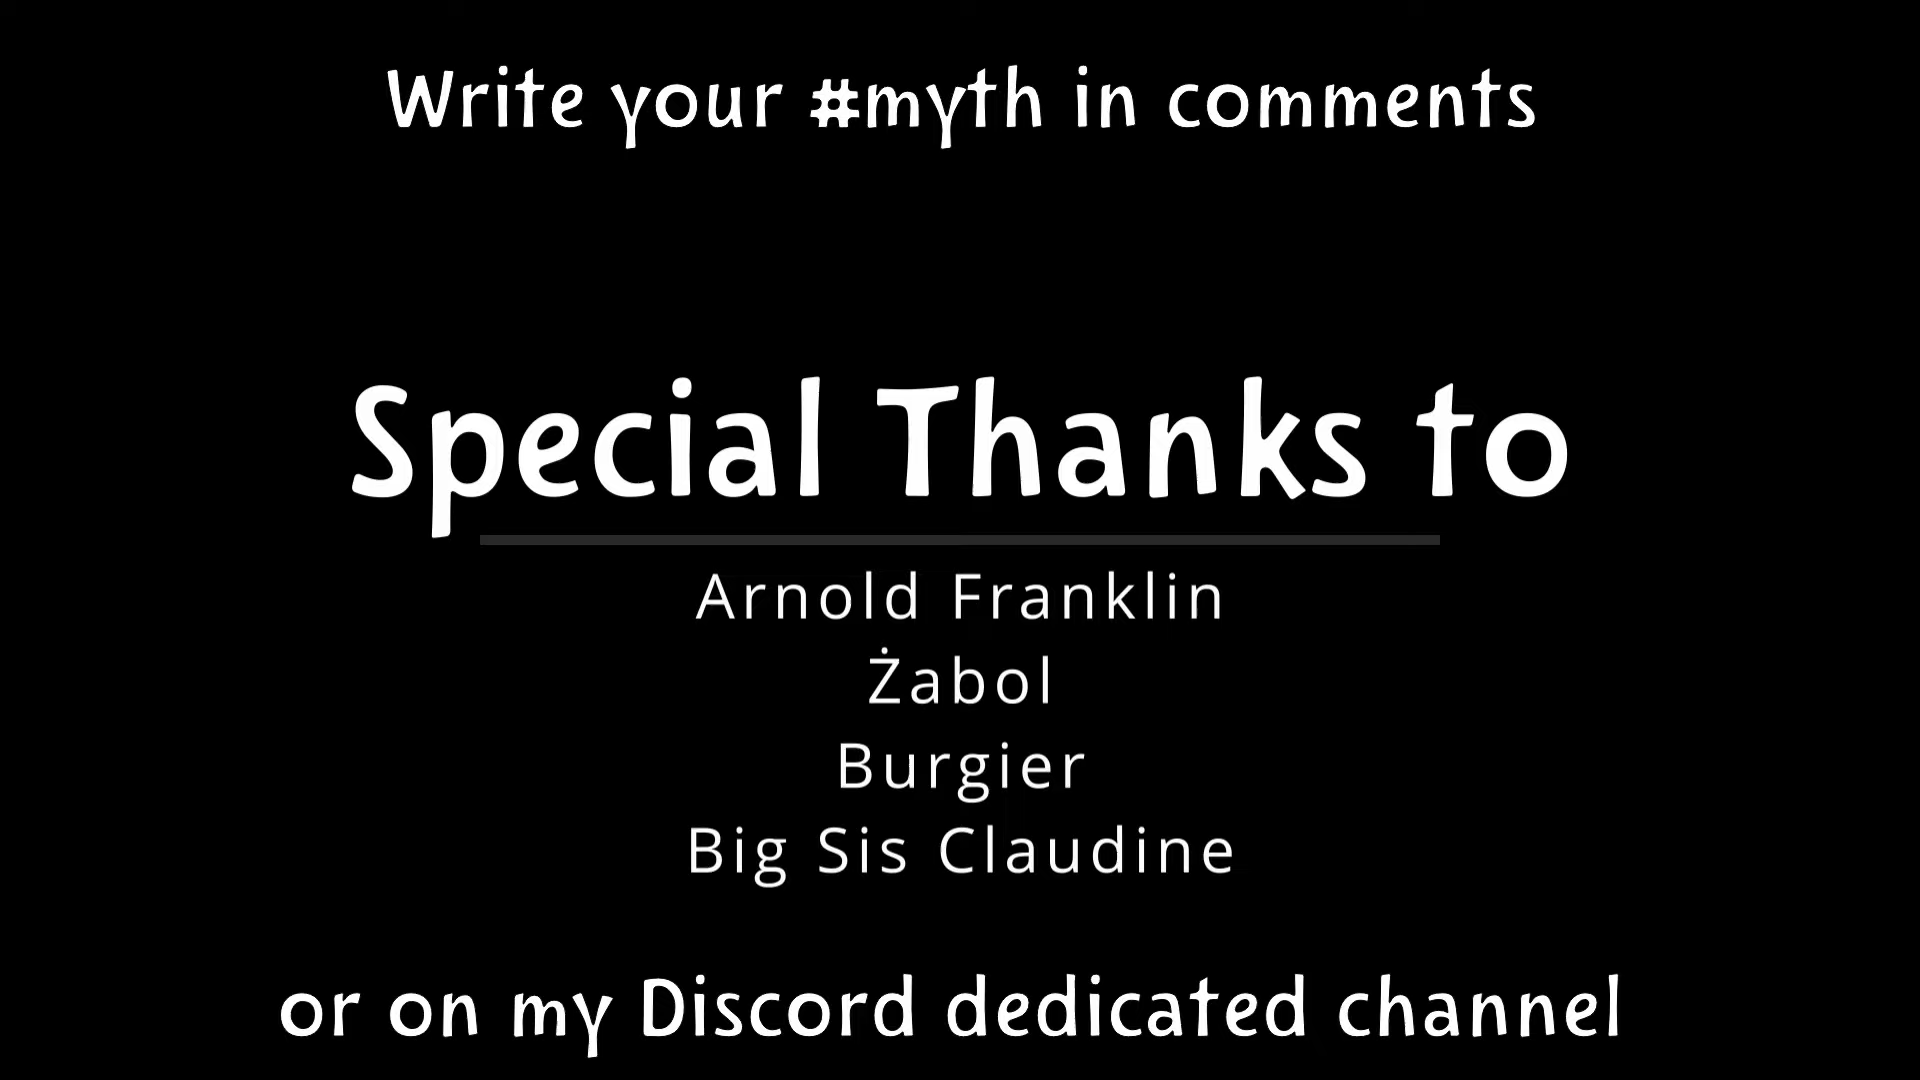 Write your #myth in comments
Special Thanks to
Arnold Franklin
Żabol
Burgier
Big Sis Claudine
or on my Discord dedicated channel